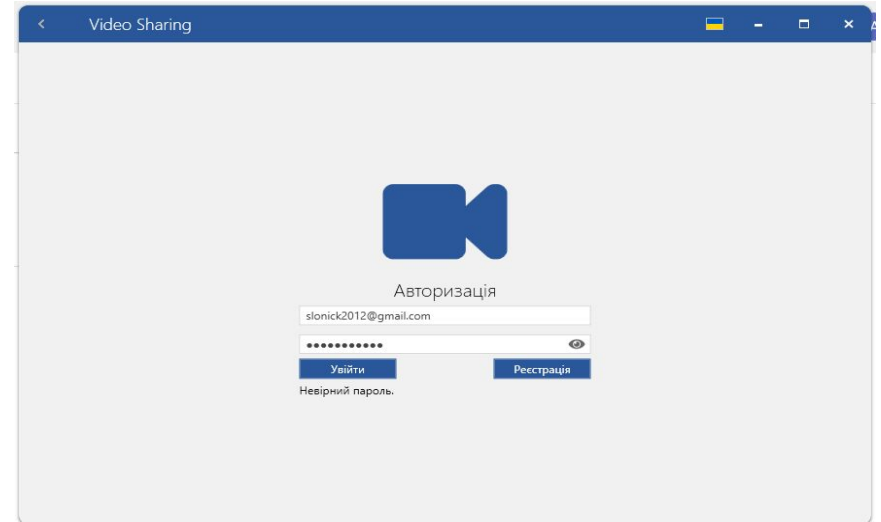 Video Sharing
Авторизація
slonick2012@gmail.com
•••••••••••
Увійти
Реєстрація
Невірний пароль.